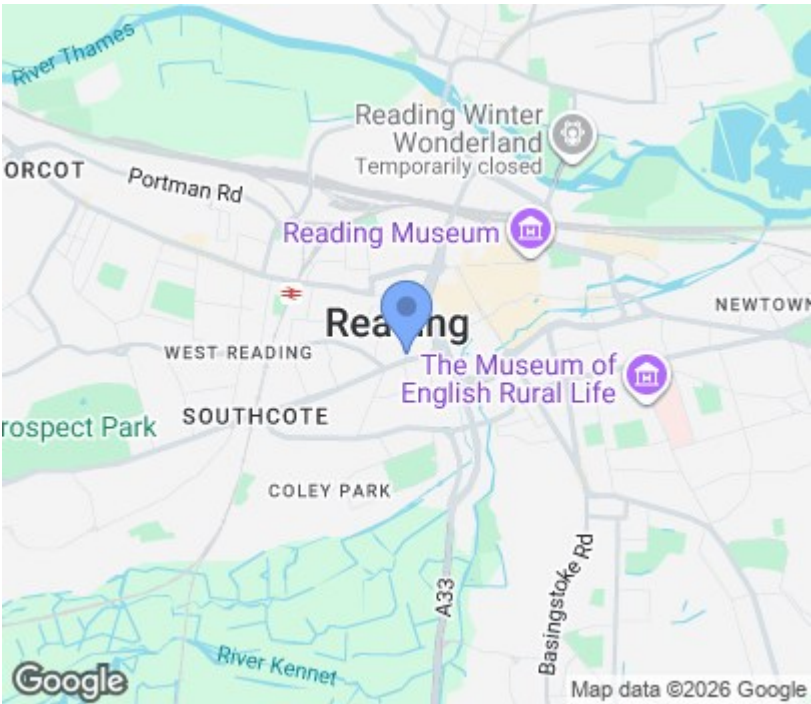 River Thames
Reading Winter
Wonderland
Temporarily closed
ORCOT
Portman Rd
Reading Museum
NEWTOWN
Reading
WEST READING
The Museum of
English Rural Life
SOUTHCOTE
rospect Park
COLEY PARK
A33
Basingstoke Rd
River Kennet
Google
Map data ©2026 Google